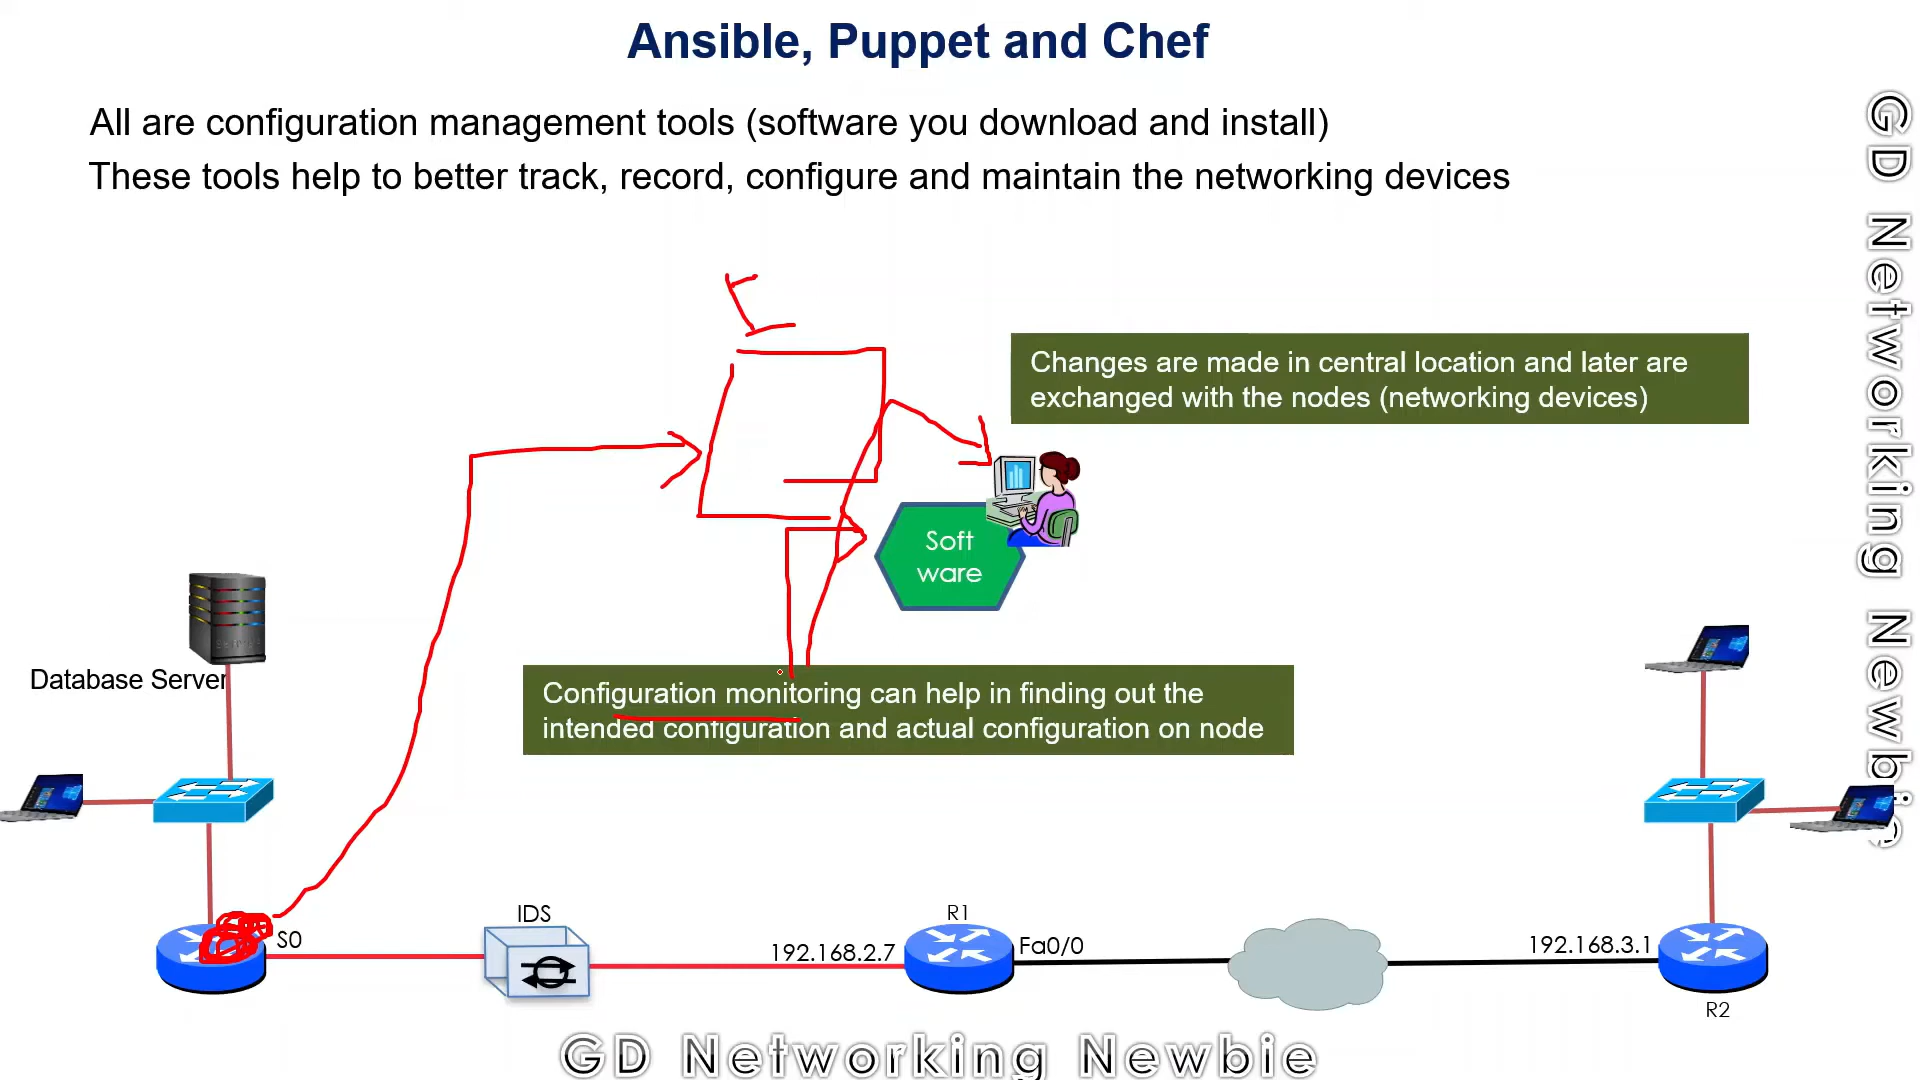 Ansible, Puppet and Chef
All are configuration management tools (software you download and install)
These tools help to better track, record, configure and maintain the networking devices
Changes are made in central location and later are
exchanged with the nodes (networking devices)
Soft
ware
Database Server
Configuration monitoring can help in finding out the
intended configuration and actual configuration on node
IDS
R1
S0
192.168.2.7
Fa0/0
192.168.3.1
R2
GD Networking Newbie
GD Networking Newbie